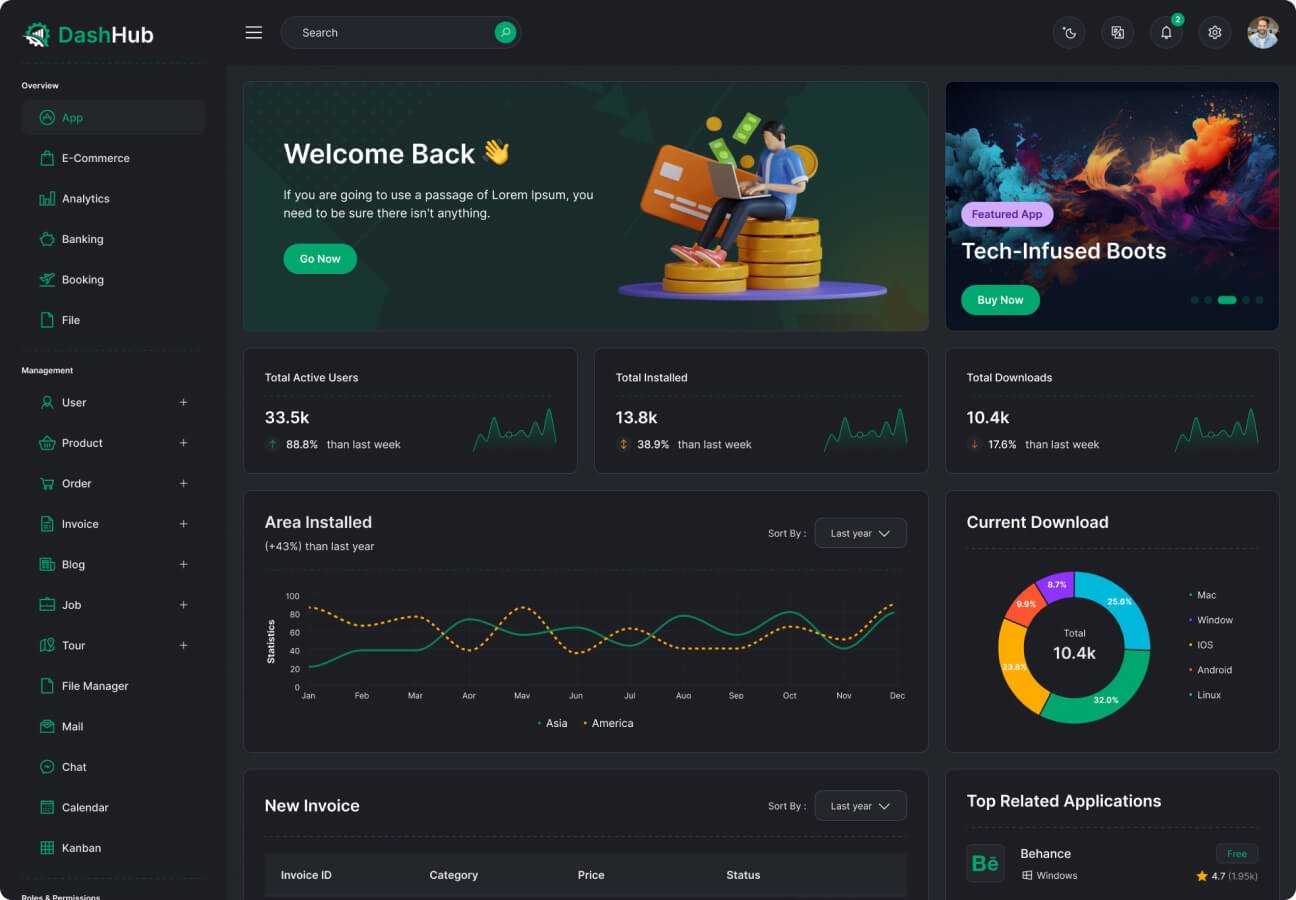 DashHub
Search
2
Overview
App
E-Commerce
Analytics
Banking
Booking
File
Management
User
Product
Order
Invoice
Blog
Job
Tour
File Manager
Mail
Chat
Calendar
Kanban
Roles & Permissions
Welcome Back
If you are going to use a passage of Lorem Ipsum, you
need to be sure there isn't anything.
Go Now
Featured App
Tech-Infused Boots
Buy Now
Total Active Users
33.5k
88.8% than last week
Total Installed
13.8k
38.9% than last week
Total Downloads
10.4k
17.6% than last week
Area Installed
(+43%) than last year
Sort By :
Last year
Statistics
100
80
60
40
20
0
Jan Feb Mar Apr May Jun Jul Aug Sep Oct Nov Dec
Asia America
Current Download
8.7%
25.6%
9.9%
23.8%
32.0%
Total
10.4k
Mac
Window
IOS
Android
Linux
New Invoice
Sort By :
Last year
Invoice ID Category Price Status
Top Related Applications
Bē
Behance
Windows
Free
4.7 (1.95k)